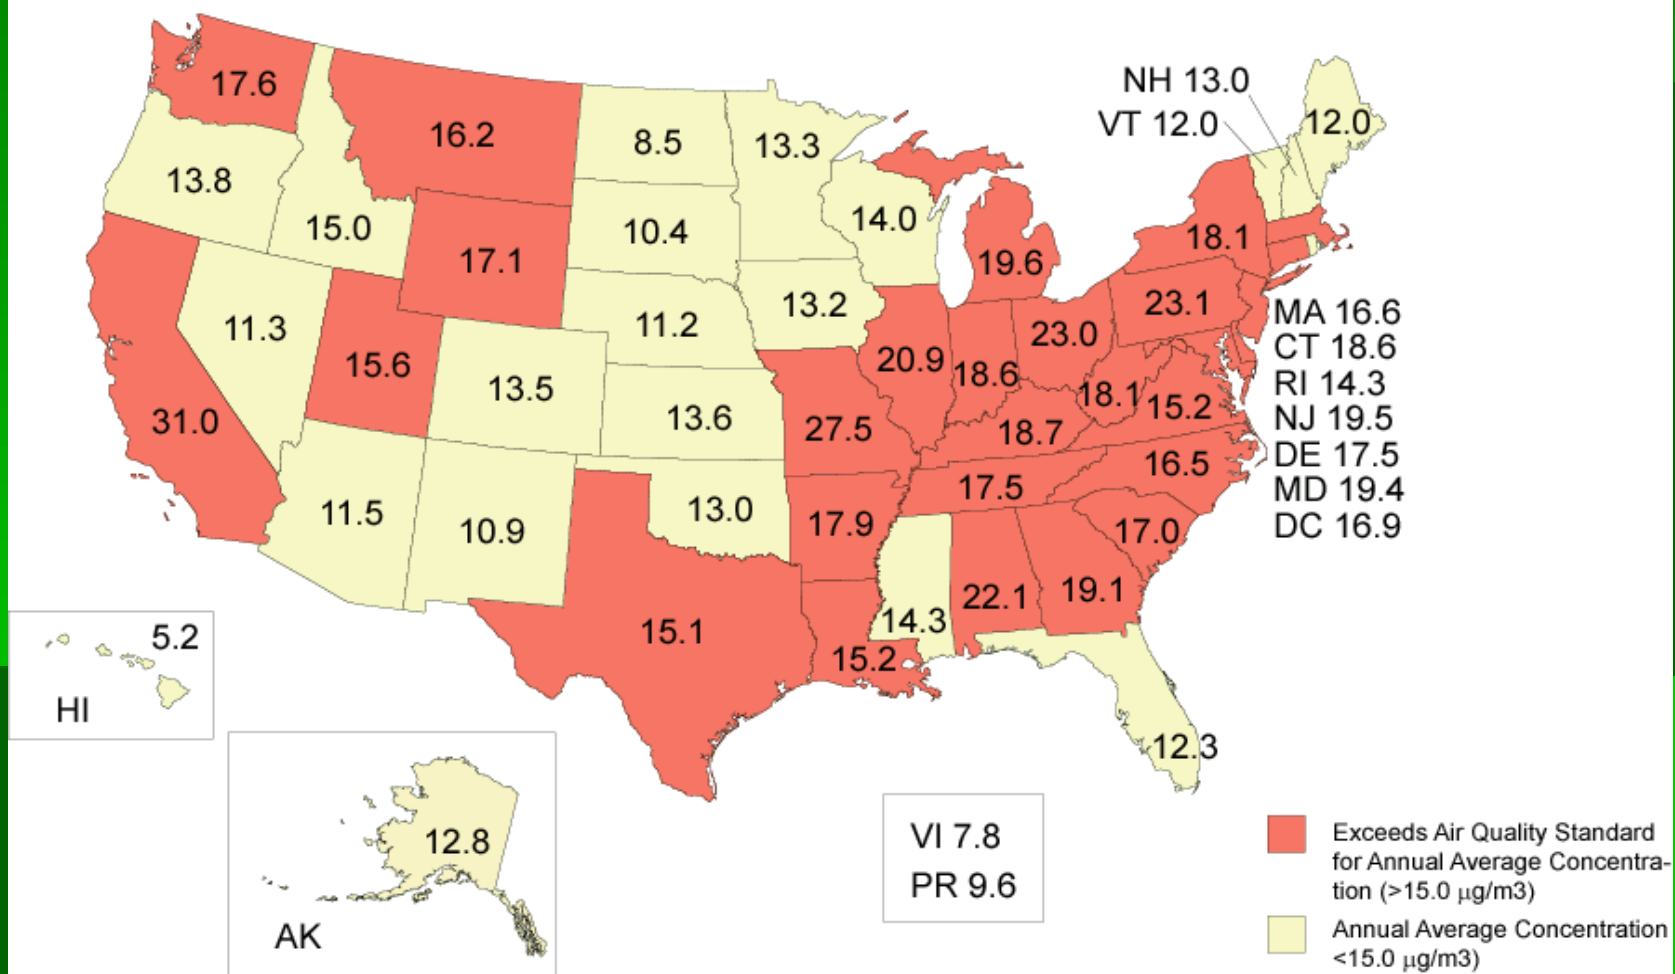 NH 13.0
VT 12.0
12.0
17.6
16.2
8.5
13.3
13.8
15.0
17.1
10.4
14.0
19.6
18.1
11.3
15.6
11.2
13.2
20.9
18.6
23.0
23.1
31.0
13.5
13.6
27.5
18.7
18.1
15.2
MA 16.6
CT 18.6
RI 14.3
NJ 19.5
DE 17.5
MD 19.4
DC 16.9
11.5
10.9
13.0
17.9
17.5
16.5
17.0
15.1
15.2
14.3
22.1
19.1
12.3
5.2
HI
12.8
AK
VI 7.8
PR 9.6
Exceeds Air Quality Standard
for Annual Average Concentra-
tion (>15.0 μg/m3)
Annual Average Concentration
<15.0 μg/m3)